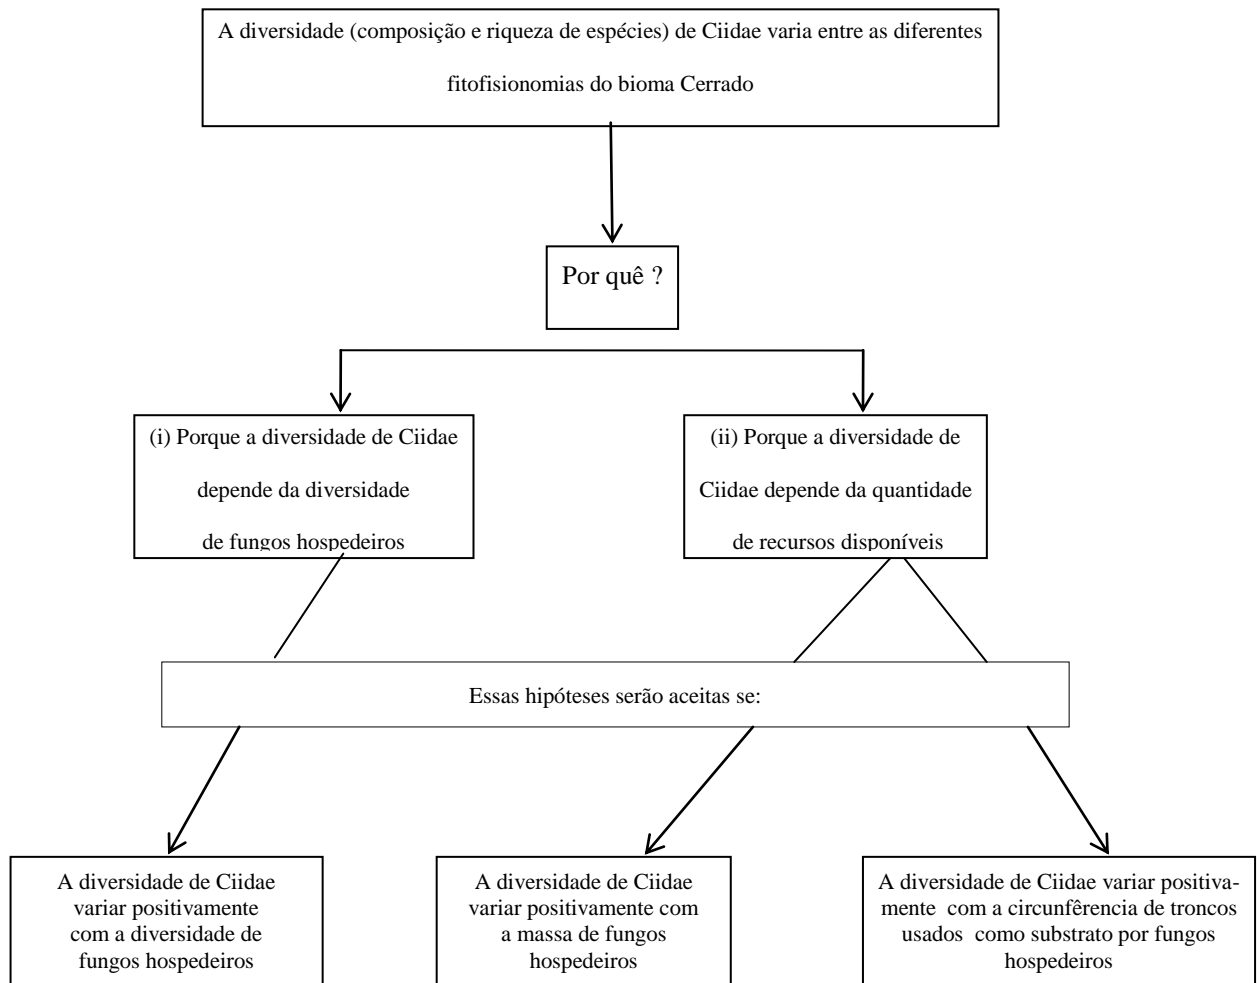 A diversidade (composição e riqueza de espécies) de Ciidae varia entre as diferentes
fitofisionomias do bioma Cerrado
Por quê ?
(i) Porque a diversidade de Ciidae
depende da diversidade
de fungos hospedeiros
(ii) Porque a diversidade de
Ciidae depende da quantidade
de recursos disponíveis
Essas hipóteses serão aceitas se:
A diversidade de Ciidae
variar positivamente
com a diversidade de
fungos hospedeiros
A diversidade de Ciidae
variar positivamente com
a massa de fungos
hospedeiros
A diversidade de Ciidae variar positiva-
mente com a circunfêrencia de troncos
usados como substrato por fungos
hospedeiros